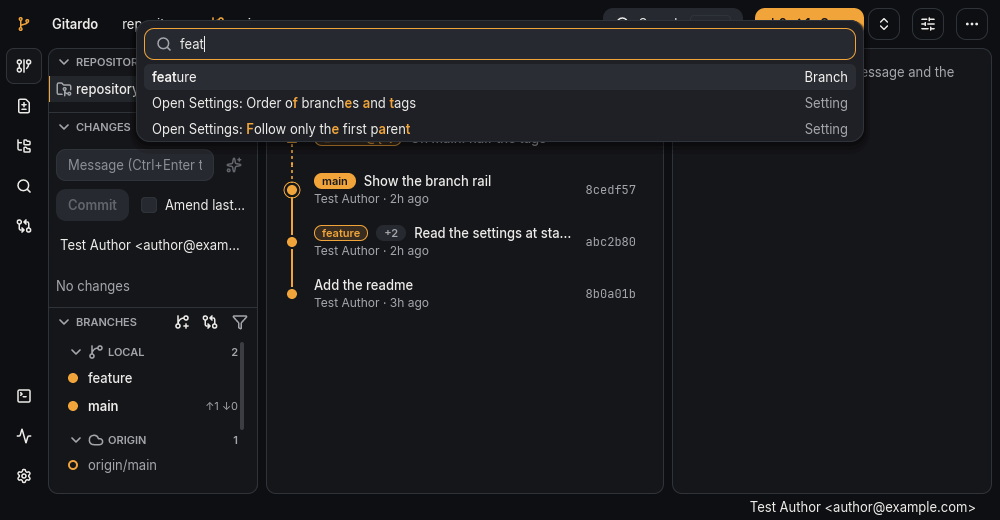 Gitardo
feat
feature Branch
Open Settings: Order of branches and tags Setting
Open Settings: Follow only the first parent Setting
REPOSITOR
repository
CHANGES
Message (Ctrl+Enter t
Commit Amend last...
Test Author <author@exam...
No changes
BRANCHES
LOCAL 2
feature
main ↑1 ↓0
ORIGIN 1
origin/main
main Show the branch rail
Test Author · 2h ago 8cedf57
feature +2 Read the settings at sta...
Test Author · 2h ago abc2b80
Add the readme
Test Author · 3h ago 8b0a01b
essage and the
Test Author <author@example.com>